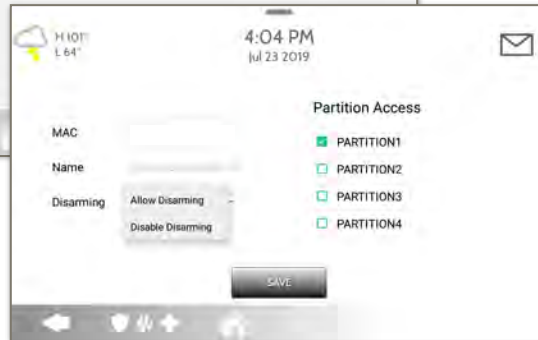 H 101°
L 64°
4:04 PM
Jul 23 2019
Partition Access
MAC
PARTITION1
Name
PARTITION2
Disarming
Allow Disarming
PARTITION3
Disable Disarming
PARTITION4
SAVE